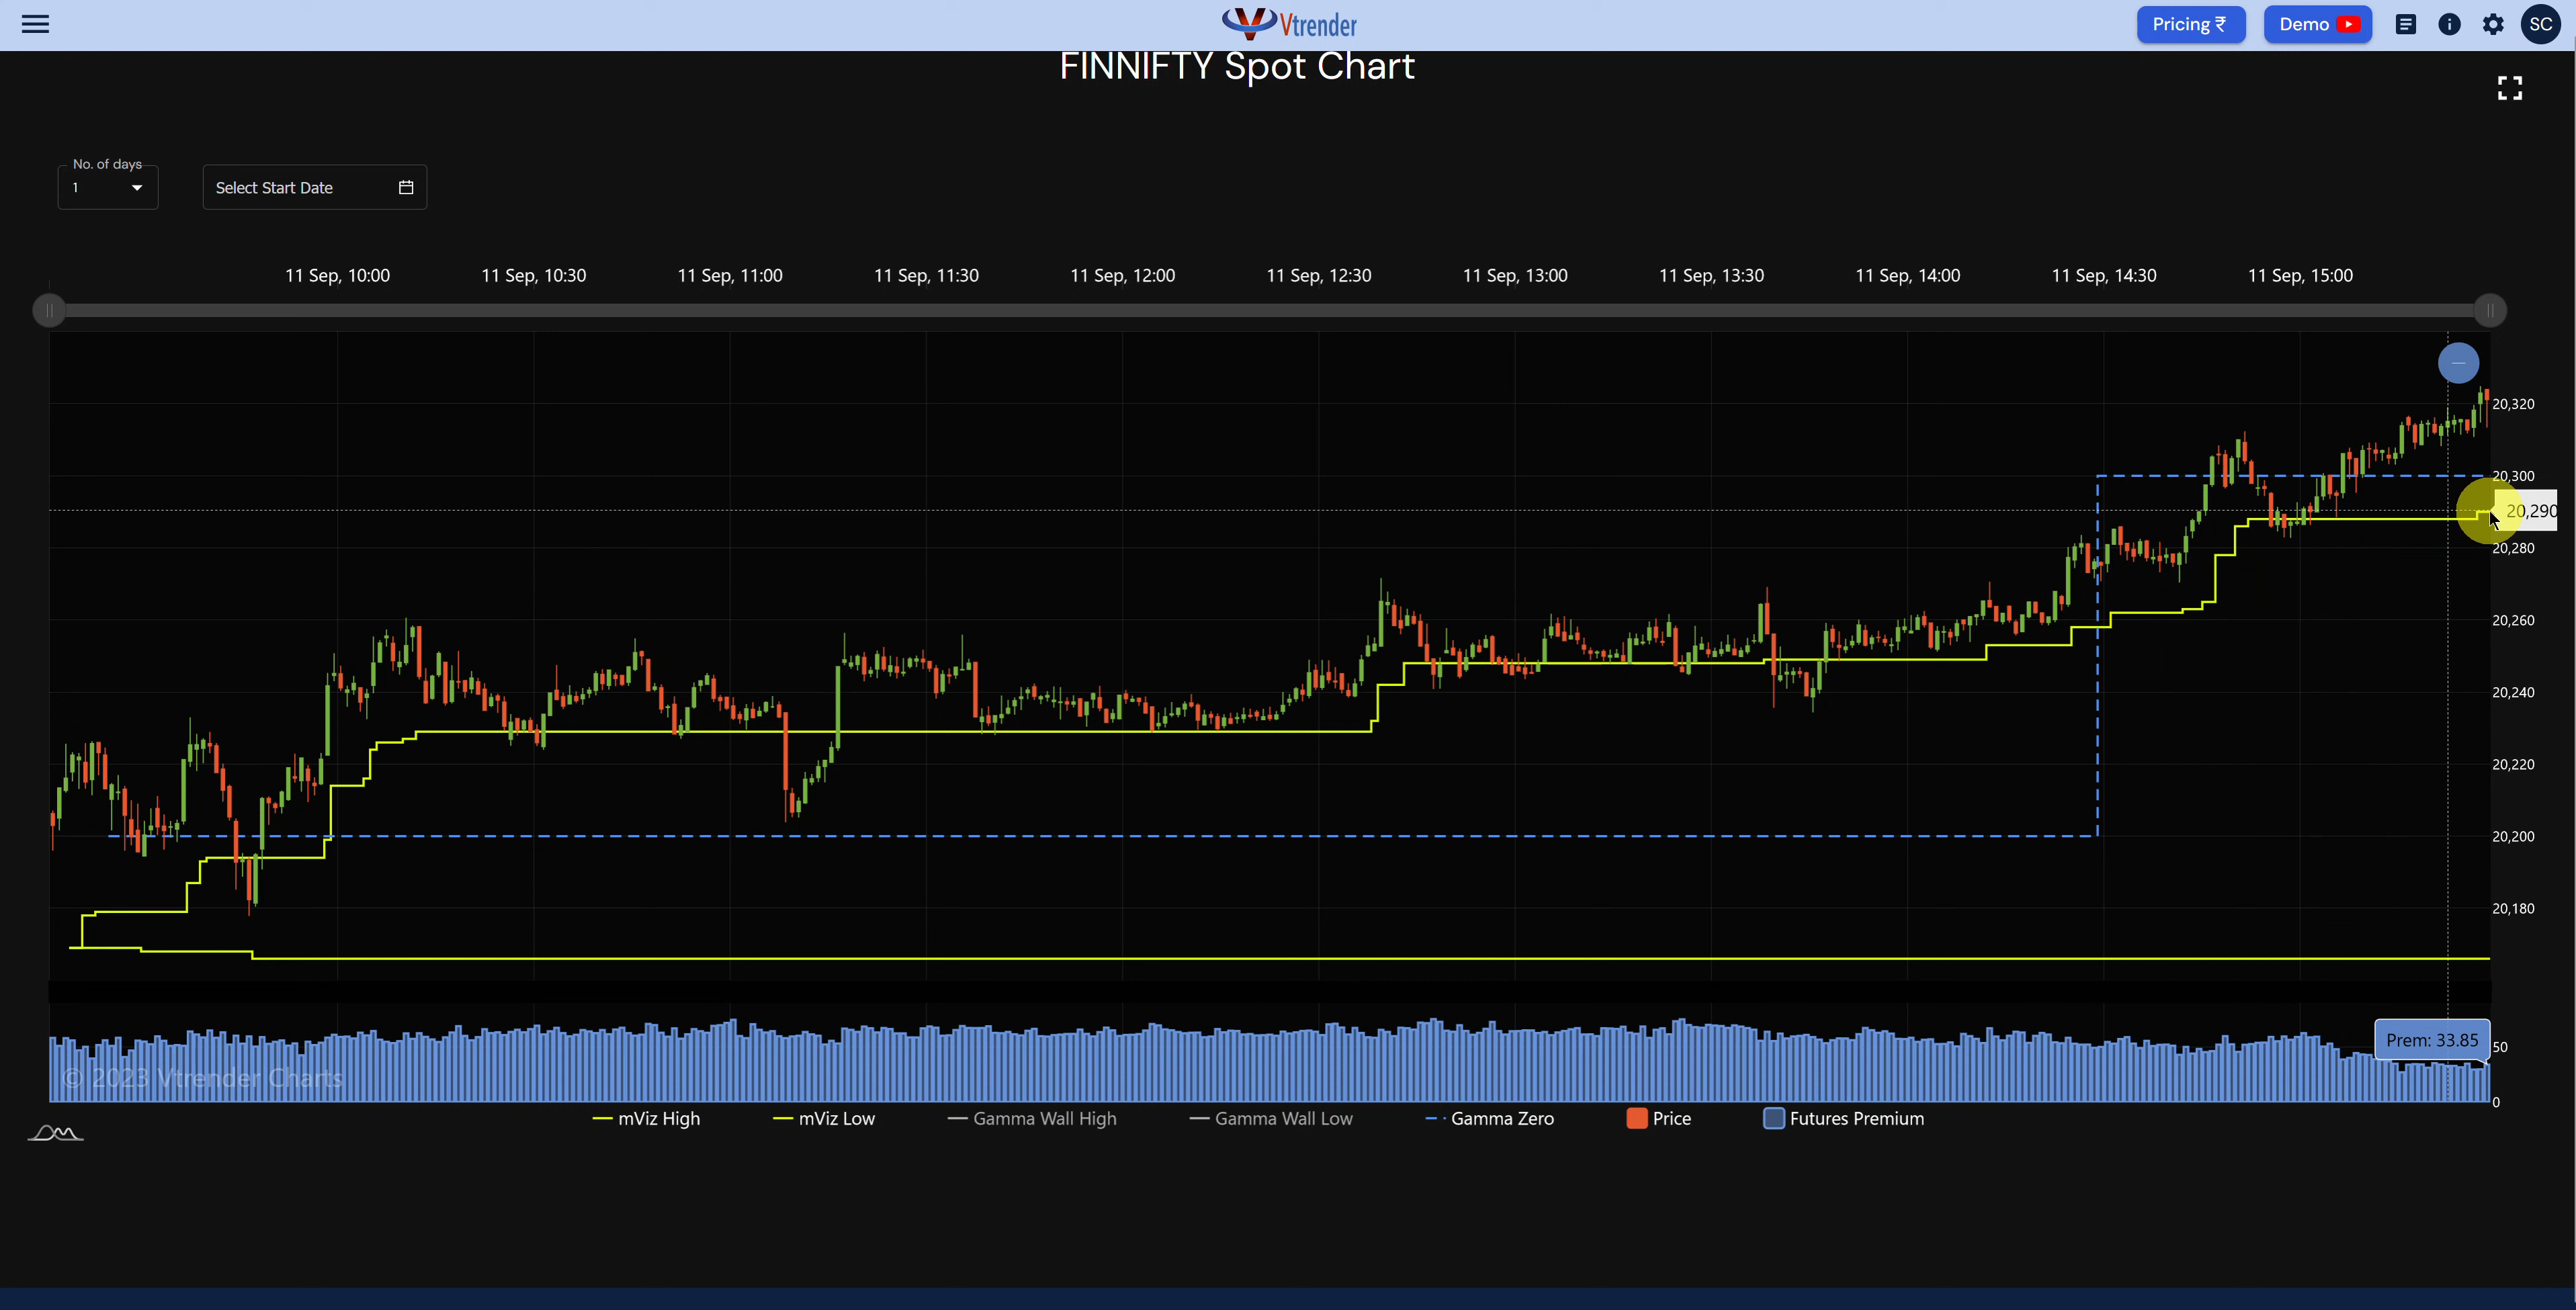 Vtrender
Pricing ₹
Demo
SC
FINNIFTY Spot Chart
No. of days
1
Select Start Date
11 Sep, 10:00
11 Sep, 10:30
11 Sep, 11:00
11 Sep, 11:30
11 Sep, 12:00
11 Sep, 12:30
11 Sep, 13:00
11 Sep, 13:30
11 Sep, 14:00
11 Sep, 14:30
11 Sep, 15:00
20,320
20,300
20,290
20,280
20,260
20,240
20,220
20,200
20,180
Prem: 33.85
50
© 2023 Vtrender Charts
0
mViz High
mViz Low
Gamma Wall High
Gamma Wall Low
Gamma Zero
Price
Futures Premium